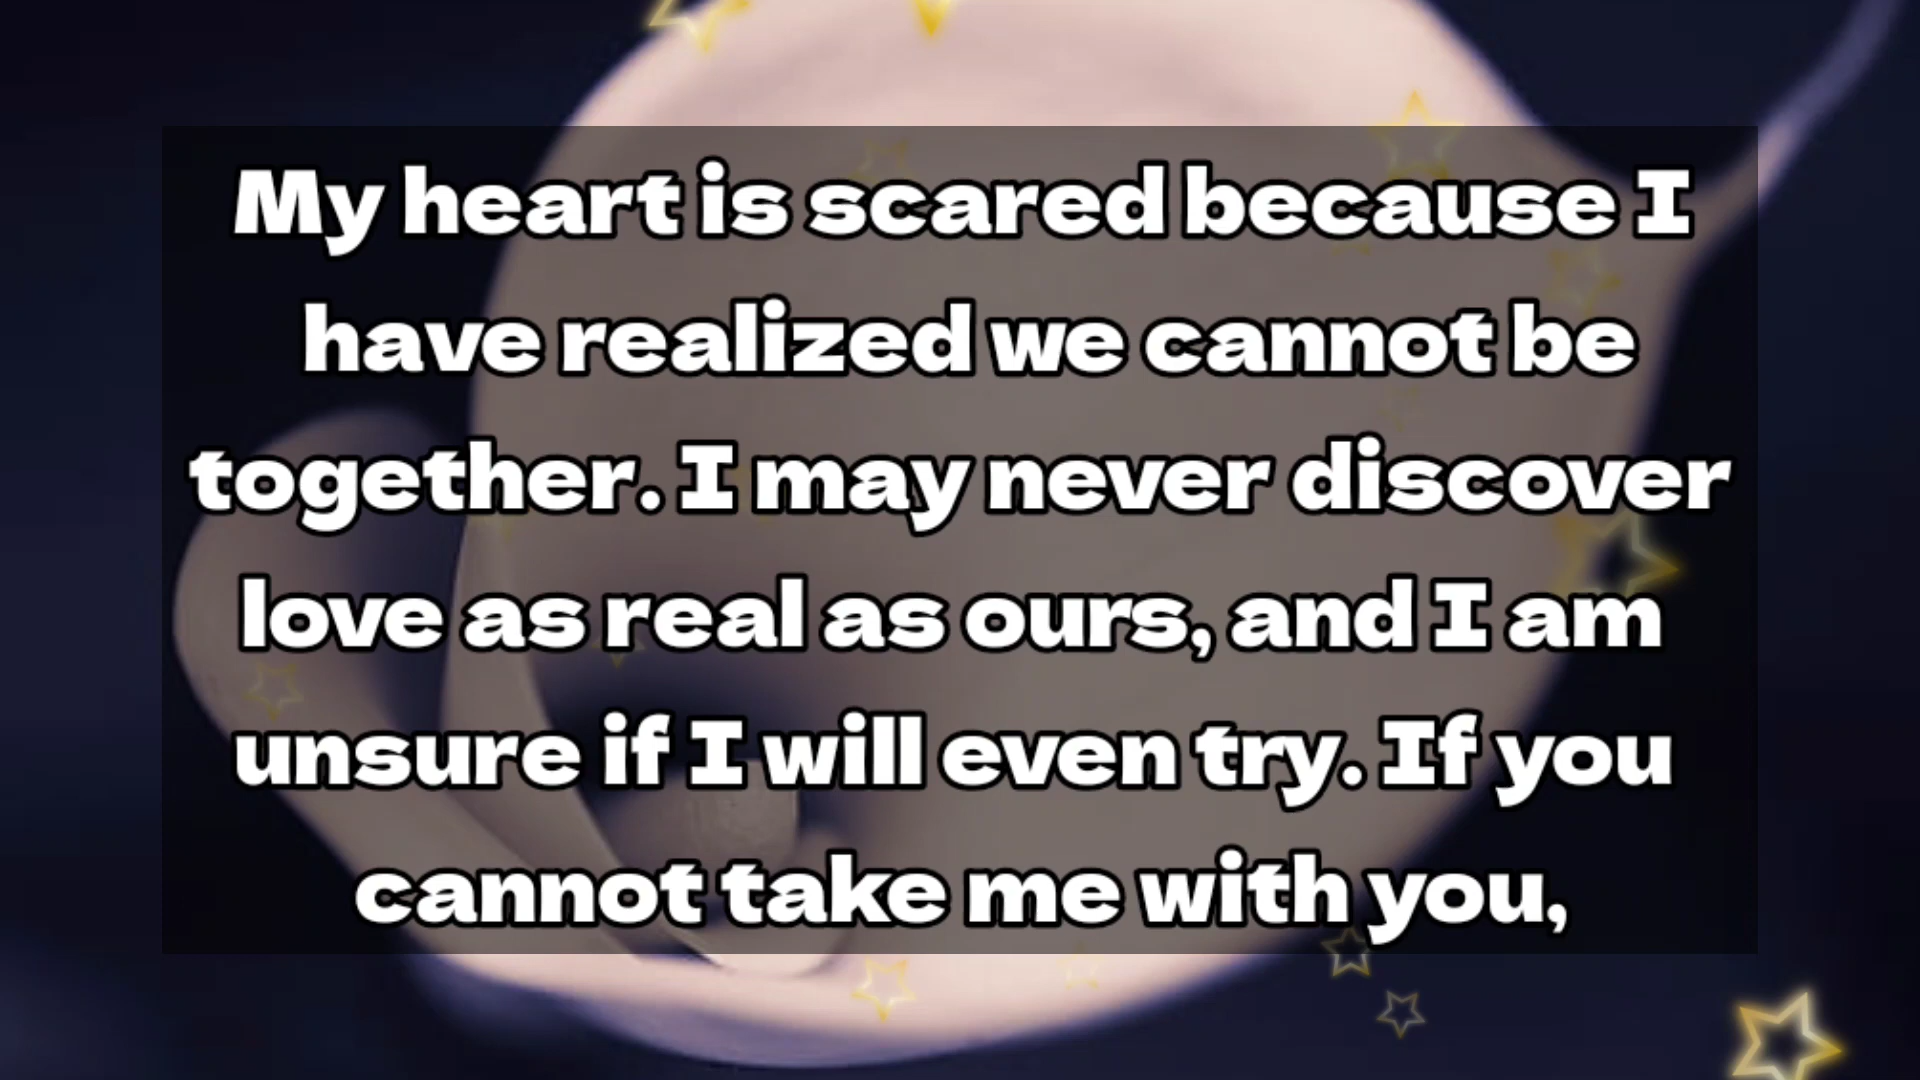 My heart is scared because I
have realized we cannot be
together. I may never discover
love as real as ours, and I am
unsure if I will even try. If you
cannot take me with you,